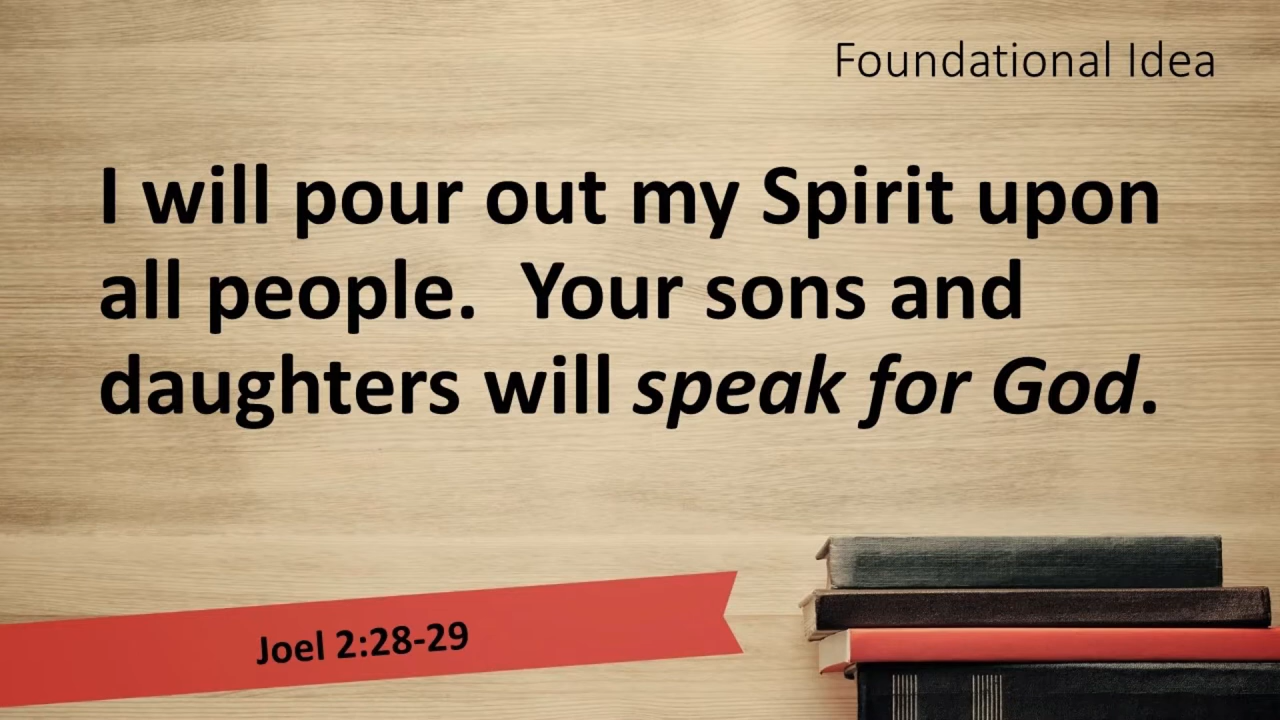 Foundational Idea
I will pour out my Spirit upon
all people.  Your sons and
daughters will speak for God.
Joel 2:28-29